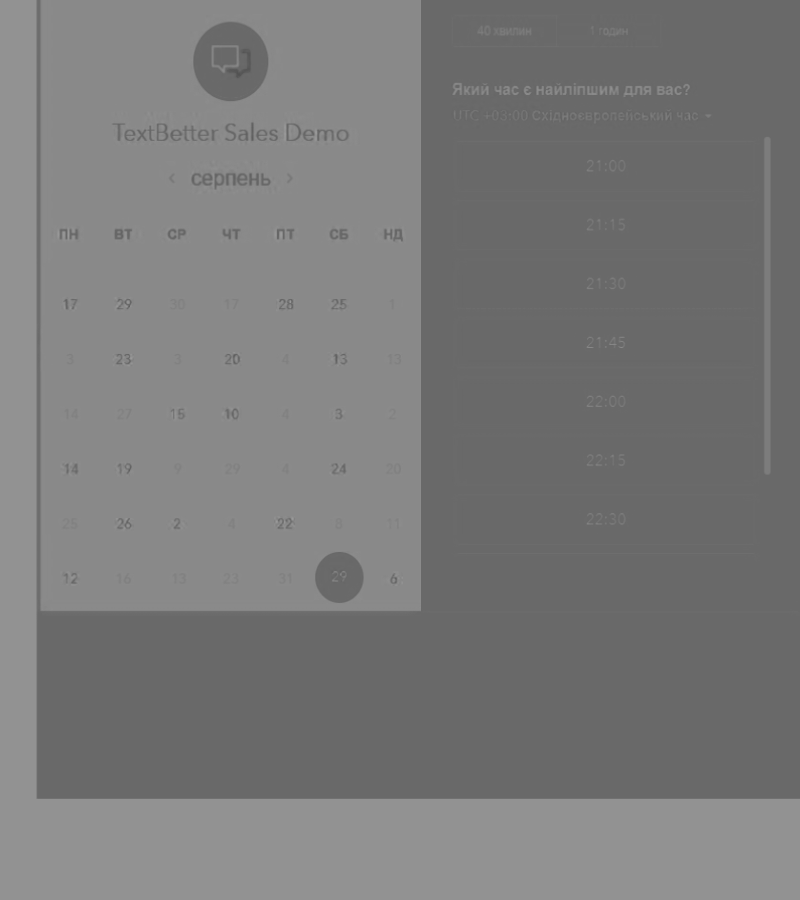 TextBetter Sales Demo
серпень
ПН ВТ СР ЧТ ПТ СБ НД
17 29 30 17 28 25 1
3 23 3 20 4 13 13
14 27 15 10 4 3 2
14 19 9 29 4 24 20
25 26 2 4 22 8 11
12 16 13 23 31 29 6
40 хвилин 1 годин
Який час є найліпшим для вас?
UTC +03:00 Східноєвропейський час
21:00
21:15
21:30
21:45
22:00
22:15
22:30